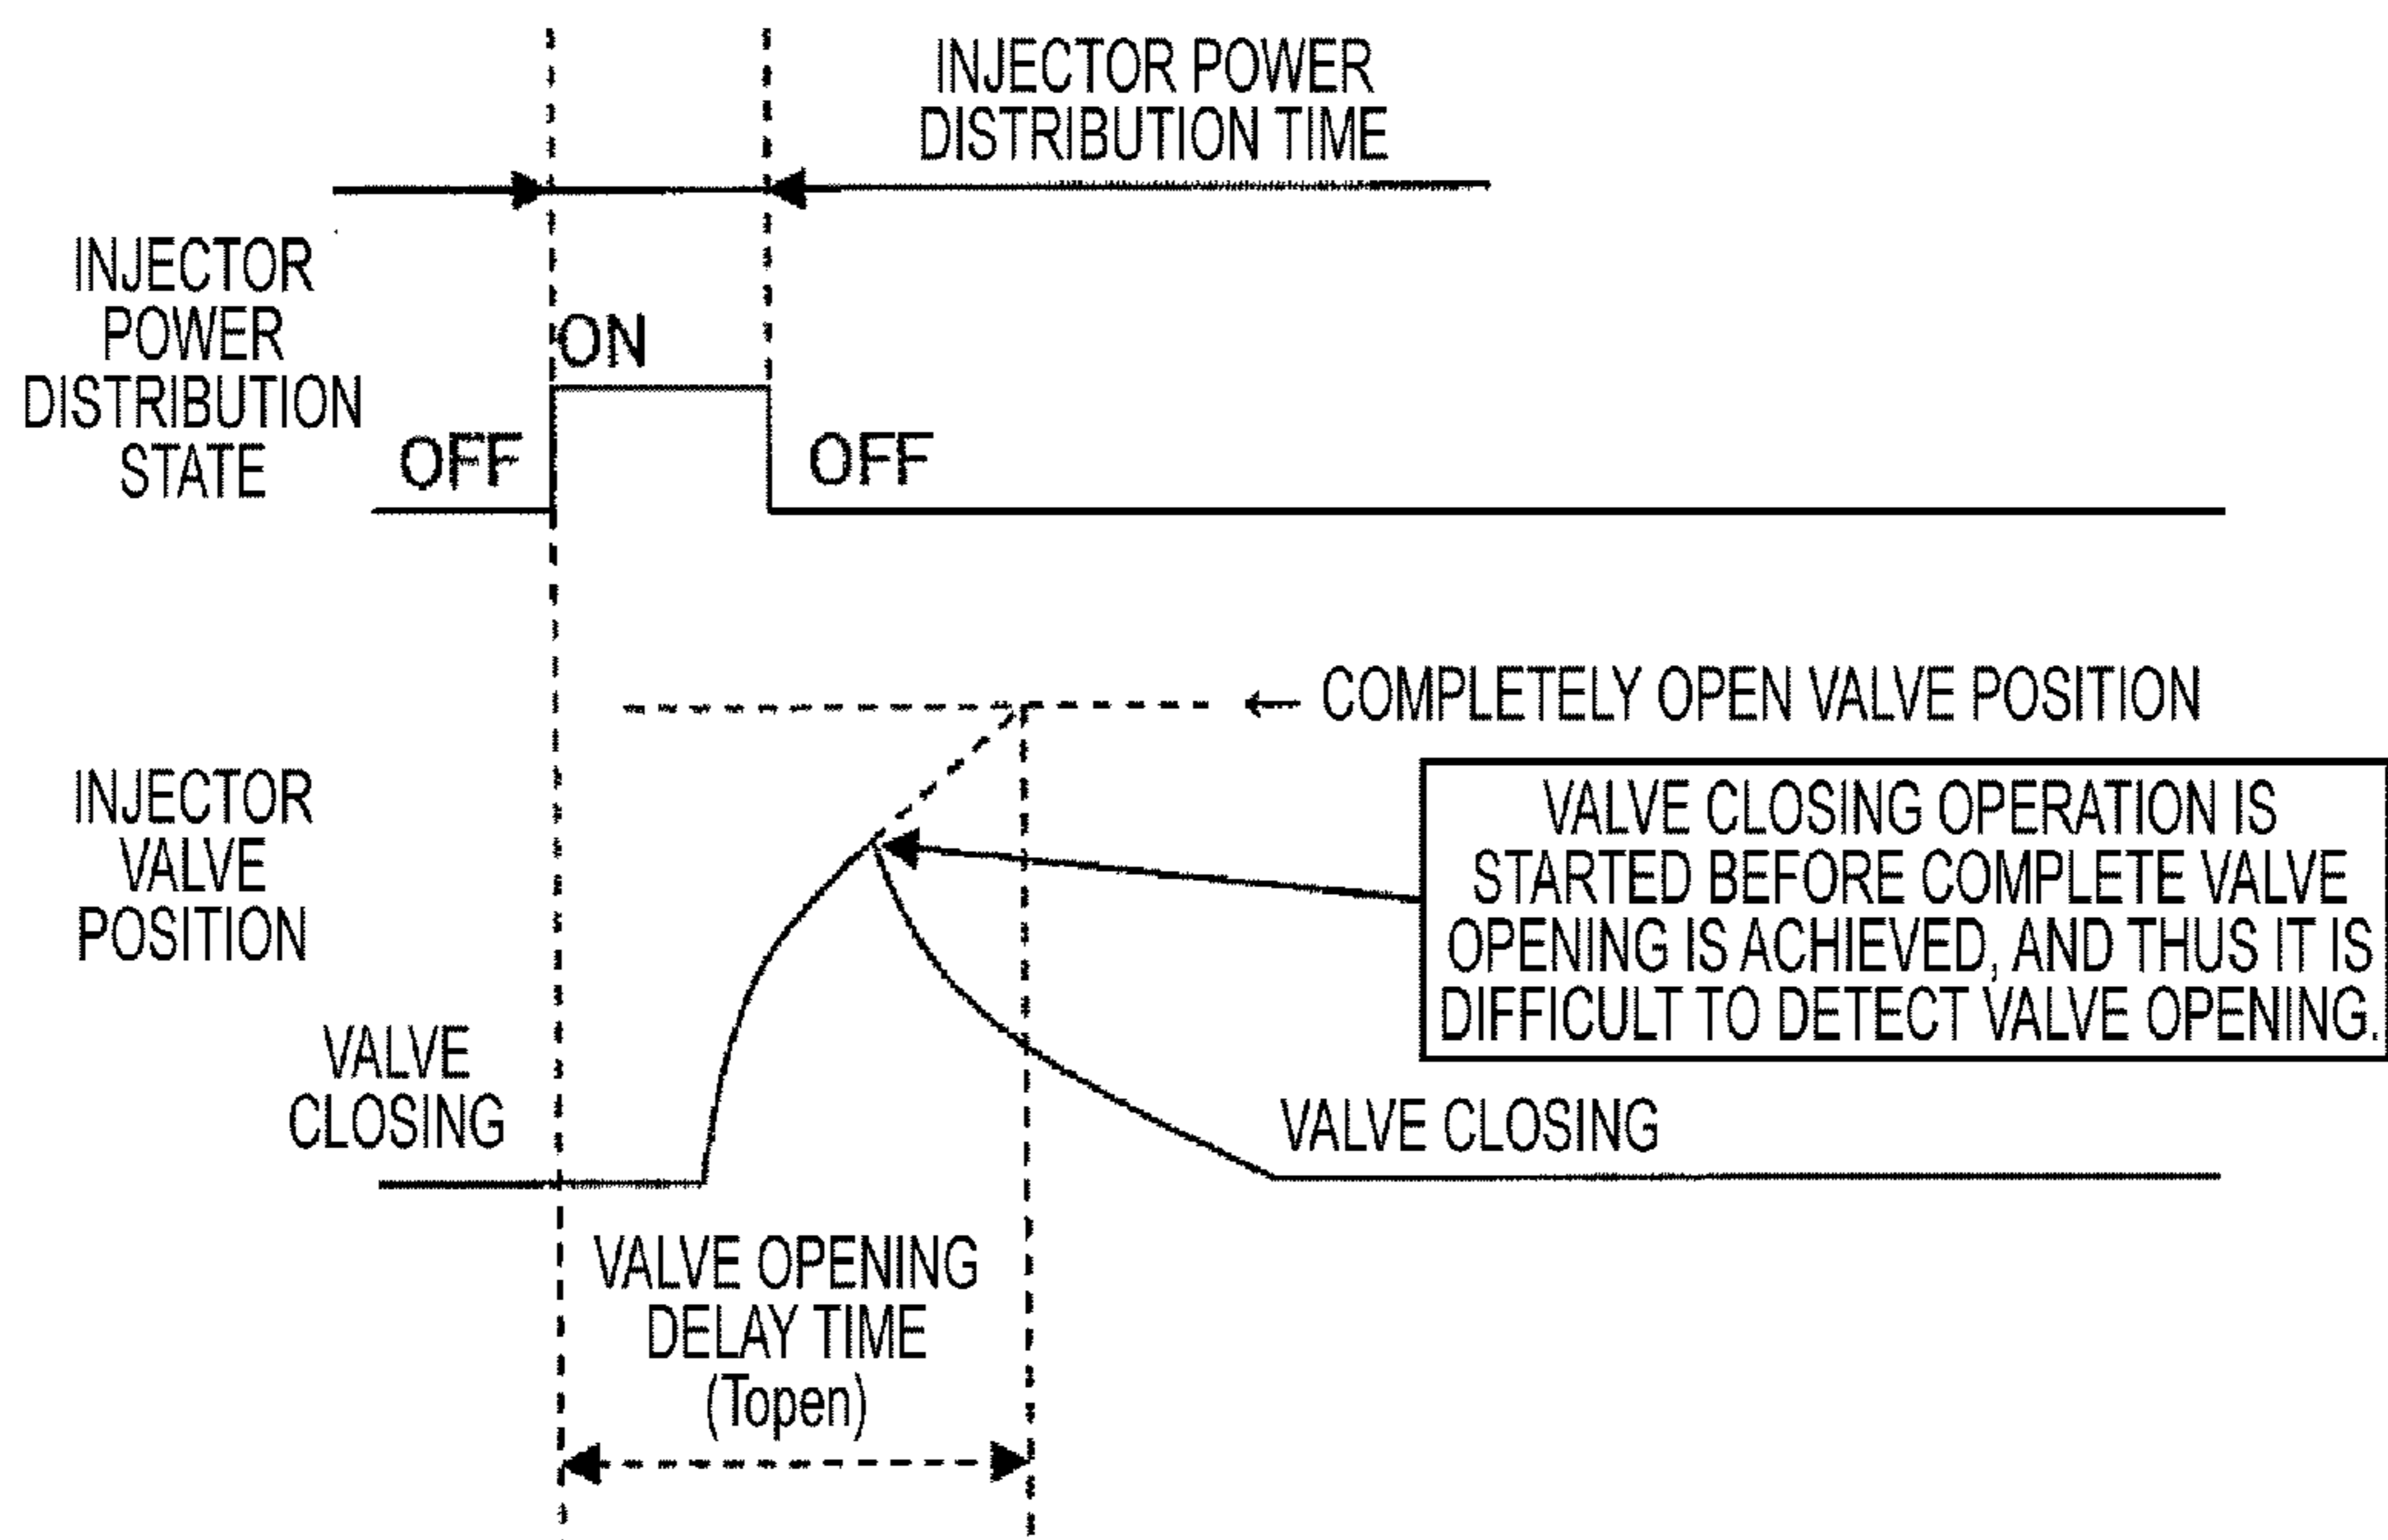 INJECTOR POWER
DISTRIBUTION TIME
INJECTOR
POWER
DISTRIBUTION
STATE
ON
OFF
OFF
COMPLETELY OPEN VALVE POSITION
INJECTOR
VALVE
POSITION
VALVE CLOSING OPERATION IS
STARTED BEFORE COMPLETE VALVE
OPENING IS ACHIEVED, AND THUS IT IS
DIFFICULT TO DETECT VALVE OPENING.
VALVE
CLOSING
VALVE CLOSING
VALVE OPENING
DELAY TIME
(Topen)